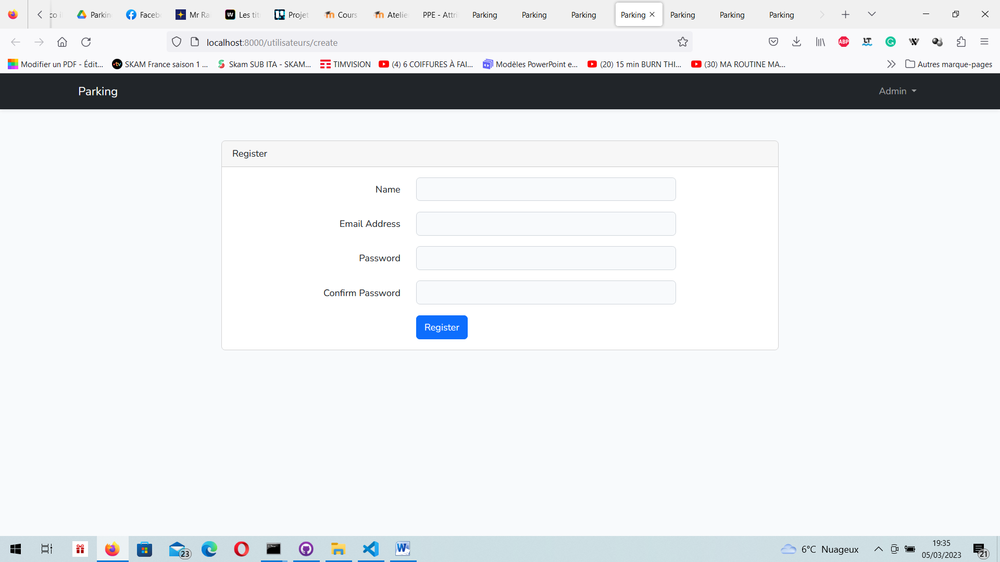 co i
Parkin
Faceb
Mr Ra
Les tit
Projet
Cours
Atelie
PPE - Attri
Parking
Parking
Parking
Parking
Parking
Parking
Parking
localhost:8000/utilisateurs/create
ABP
LT
Modifier un PDF - Édit...
SKAM France saison 1 ...
Skam SUB ITA - SKAM...
TIMVISION
(4) 6 COIFFURES À FAI...
Modèles PowerPoint e...
(20) 15 min BURN THI...
(30) MA ROUTINE MA...
Autres marque-pages
Parking
Admin
Register
Name
Email Address
Password
Confirm Password
Register
23
6°C Nuageux
19:35
05/03/2023
21